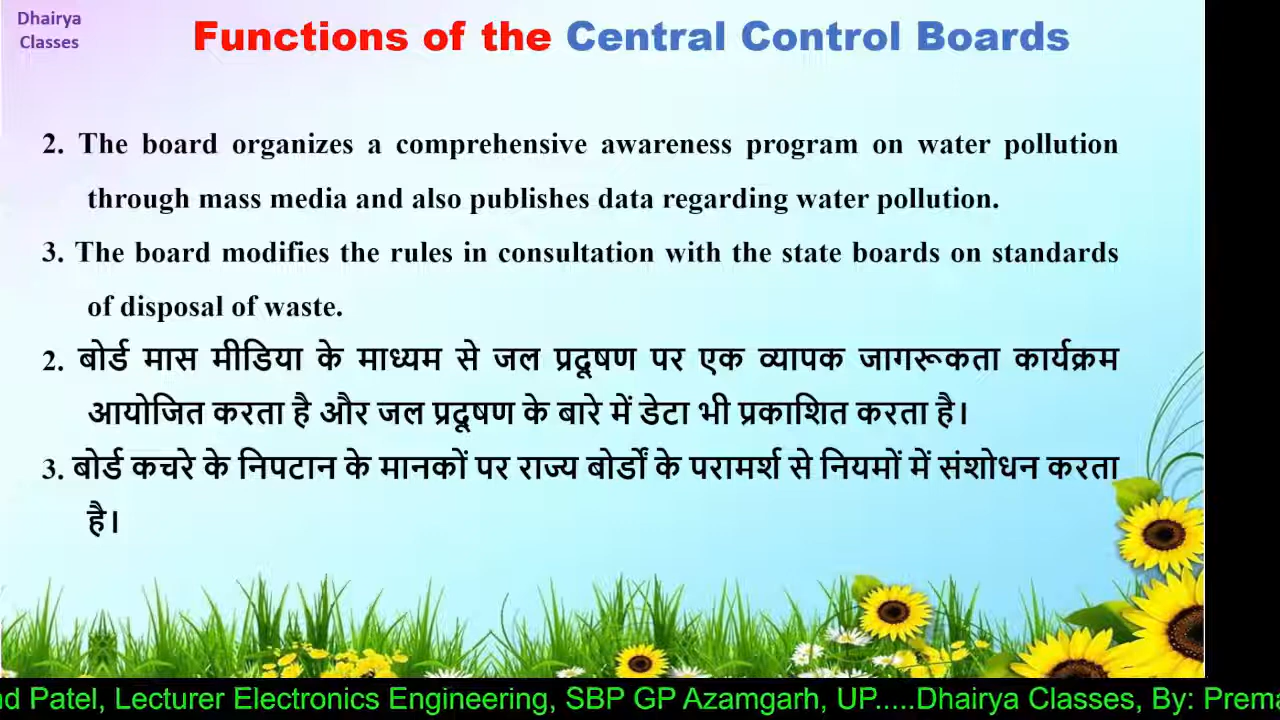 Dhairya
Classes
Functions of the Central Control Boards
2. The board organizes a comprehensive awareness program on water pollution
through mass media and also publishes data regarding water pollution.
3. The board modifies the rules in consultation with the state boards on standards
of disposal of waste.
2. बोर्ड मास मीडिया के माध्यम से जल प्रदूषण पर एक व्यापक जागरूकता कार्यक्रम
आयोजित करता है और जल प्रदूषण के बारे में डेटा भी प्रकाशित करता है।
3. बोर्ड कचरे के निपटान के मानकों पर राज्य बोर्डों के परामर्श से नियमों में संशोधन करता
है।
Patel, Lecturer Electronics Engineering, SBP GP Azamgarh, UP.....Dhairya Classes, By: